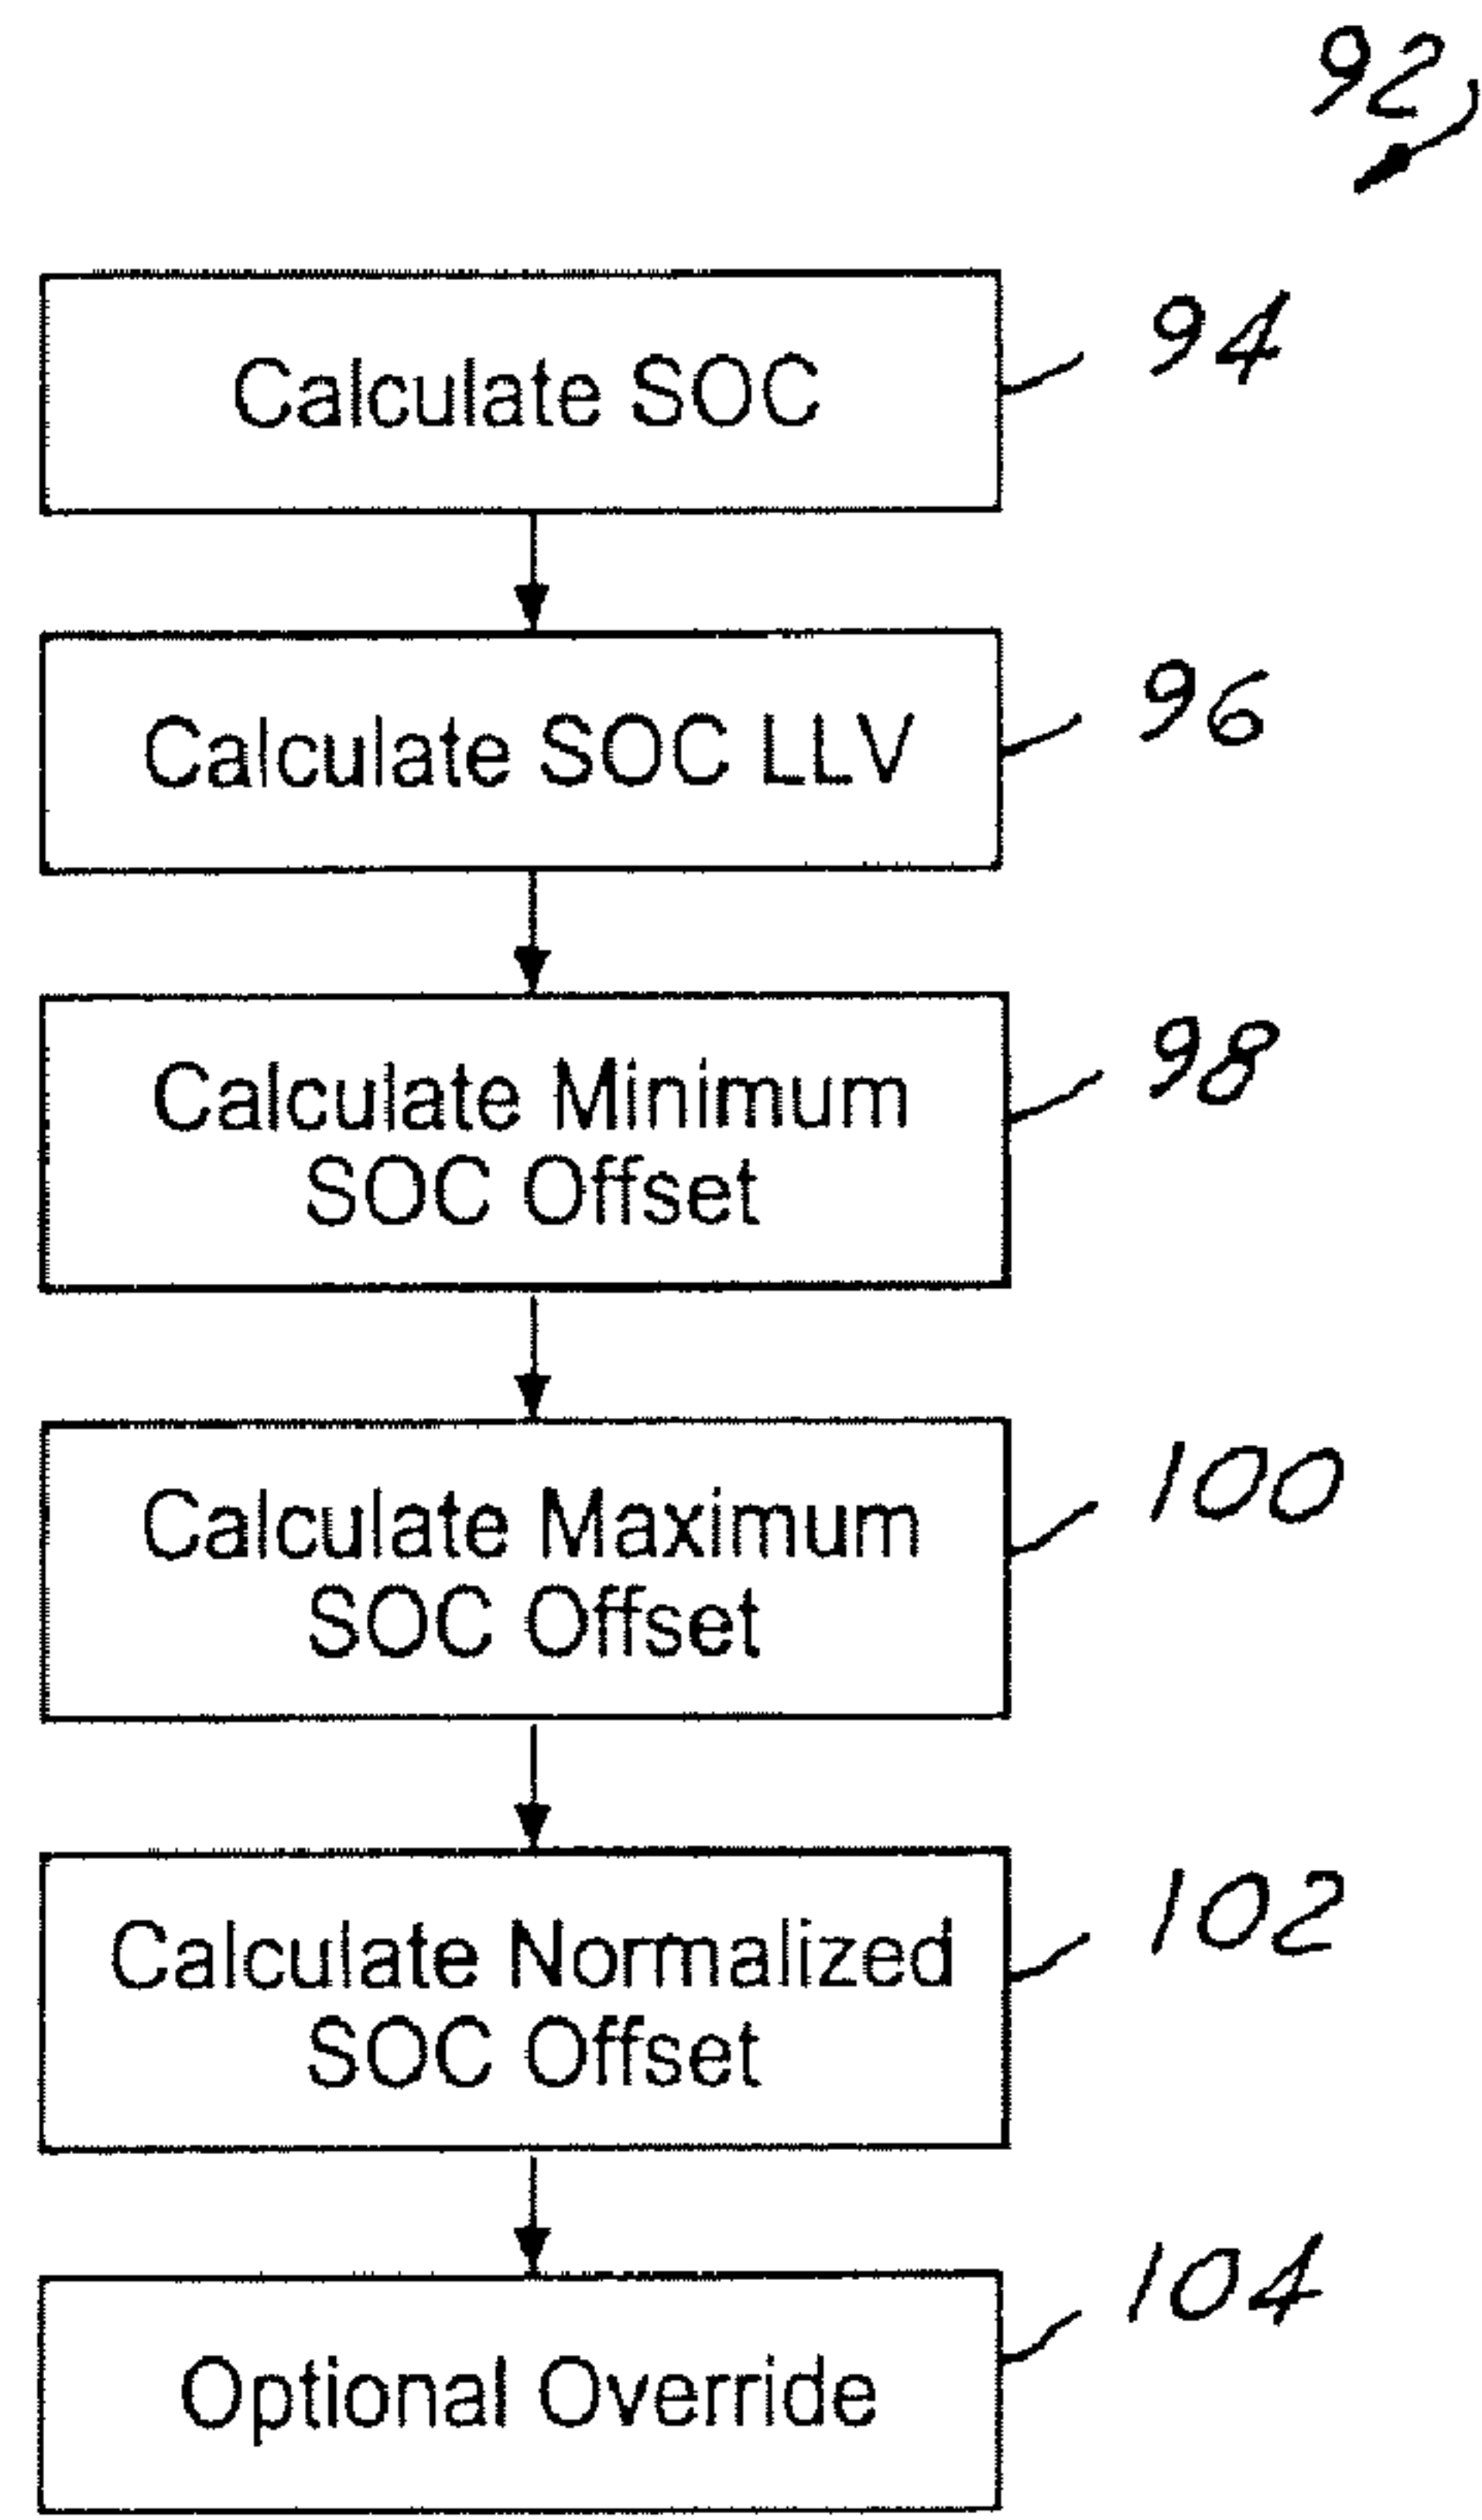 92
Calculate SOC
94
Calculate SOC LLV
96
Calculate Minimum
SOC Offset
98
Calculate Maximum
SOC Offset
100
Calculate Normalized
SOC Offset
102
Optional Override
104